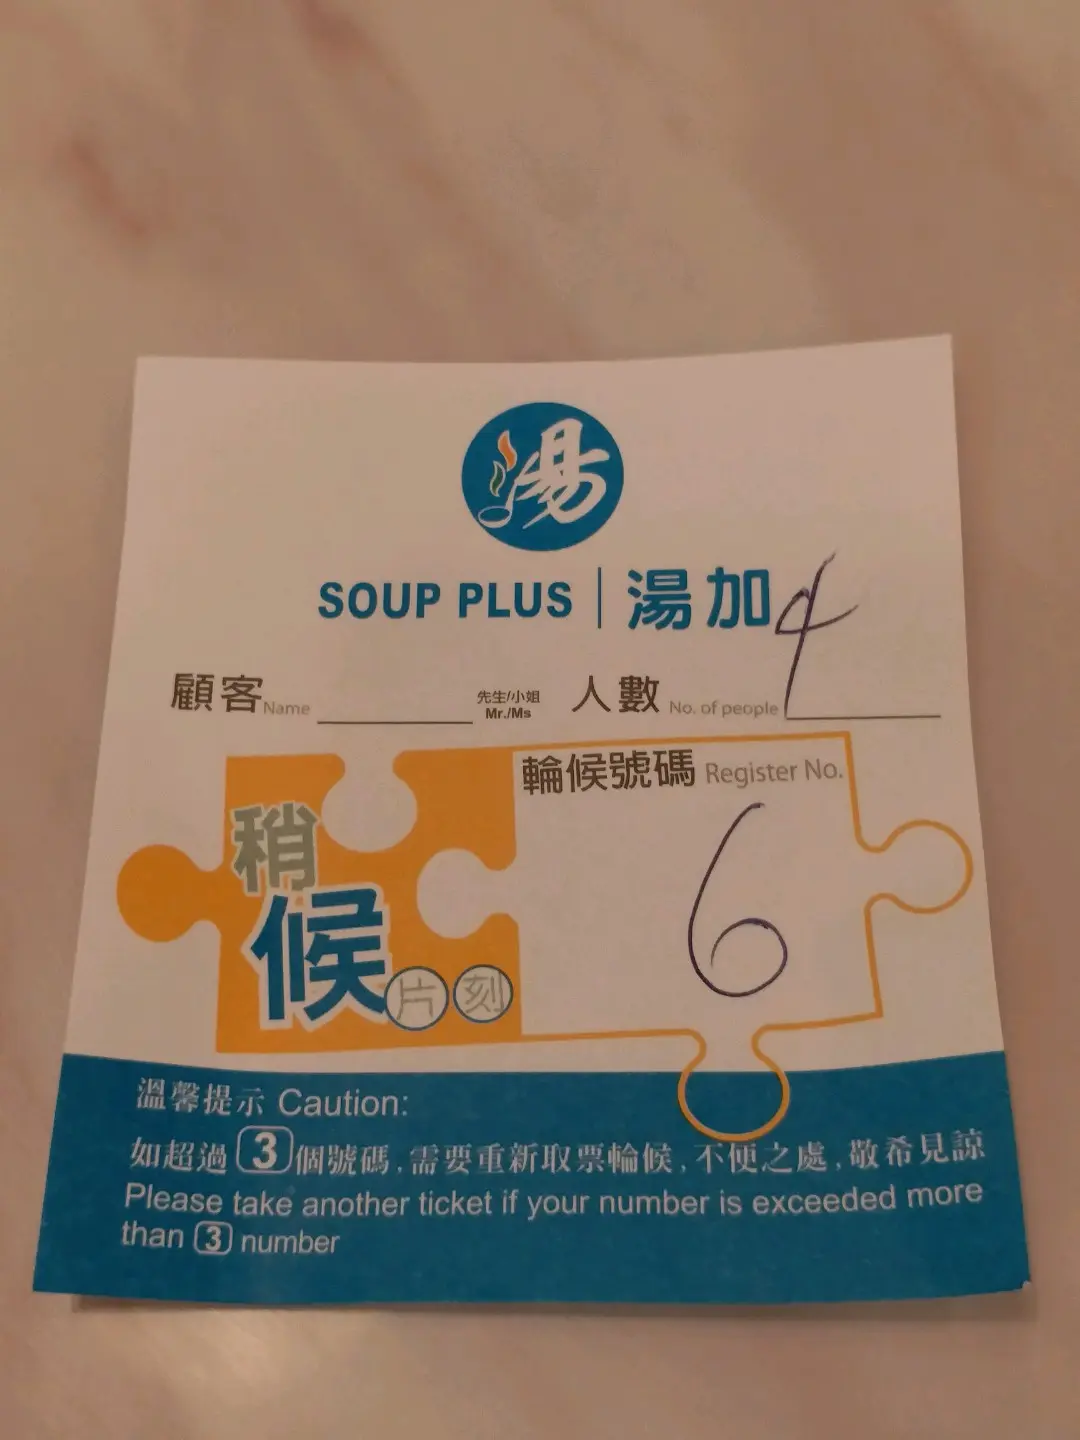 湯
SOUP PLUS | 湯加
顧客 Name 先生/小姐 Mr./Ms 人數 No. of people 4
輪候號碼 Register No.
6
稍
候片刻
溫馨提示 Caution:
如超過 3 個號碼,需要重新取票輪候,不便之處,敬希見諒
Please take another ticket if your number is exceeded more
than 3 number